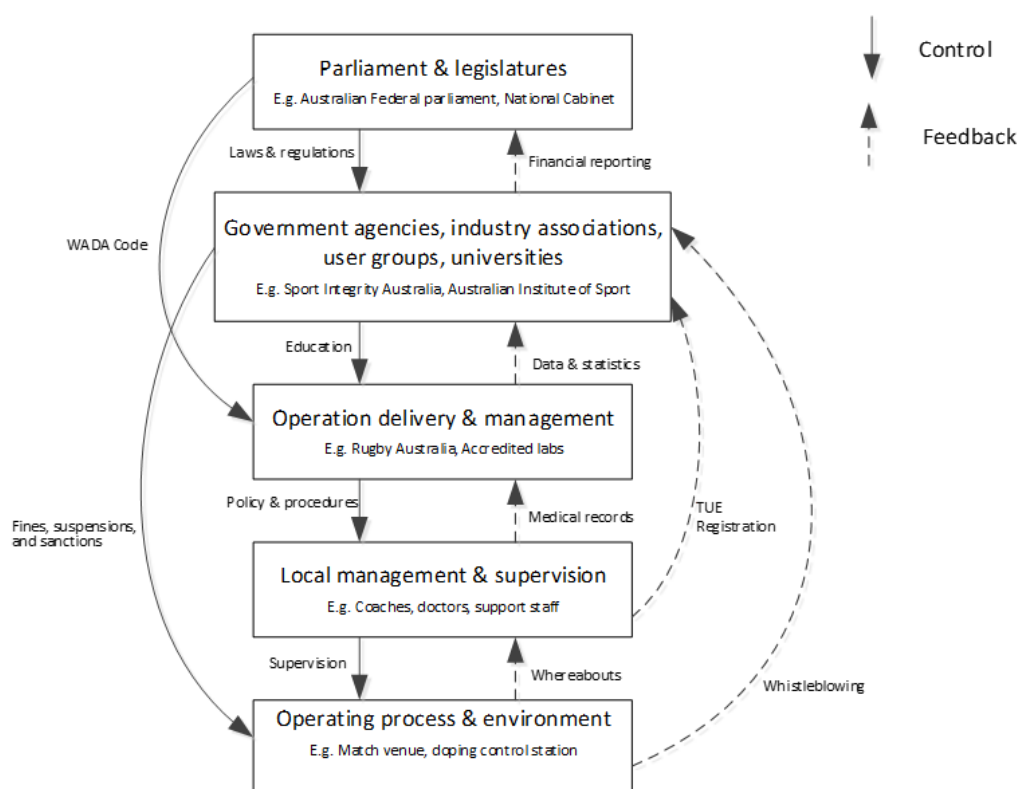 Parliament & legislatures
E.g. Australian Federal parliament, National Cabinet
Control
Feedback
Laws & regulations
Financial reporting
Government agencies, industry associations,
user groups, universities
E.g. Sport Integrity Australia, Australian Institute of Sport
WADA Code
Education
Data & statistics
Operation delivery & management
E.g. Rugby Australia, Accredited labs
Policy & procedures
Medical records
TUE
Registration
Fines, suspensions,
and sanctions
Local management & supervision
E.g. Coaches, doctors, support staff
Supervision
Whereabouts
Whistleblowing
Operating process & environment
E.g. Match venue, doping control station